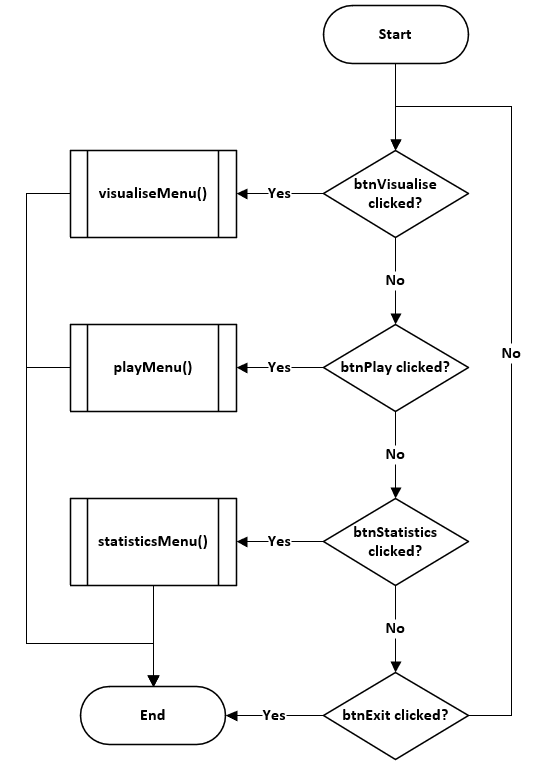 Start
btnVisualise
clicked?
Yes
visualiseMenu()
No
btnPlay clicked?
Yes
playMenu()
No
No
btnStatistics
clicked?
Yes
statisticsMenu()
No
btnExit clicked?
Yes
End